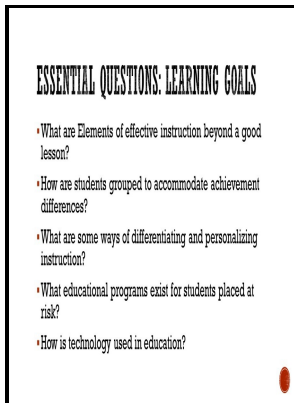 ESSENTIAL QUESTIONS: LEARNING GOALS
▪What are Elements of effective instruction beyond a good
lesson?
▪How are students grouped to accommodate achievement
differences?
▪What are some ways of differentiating and personalizing
instruction?
▪What educational programs exist for students placed at
risk?
▪How is technology used in education?